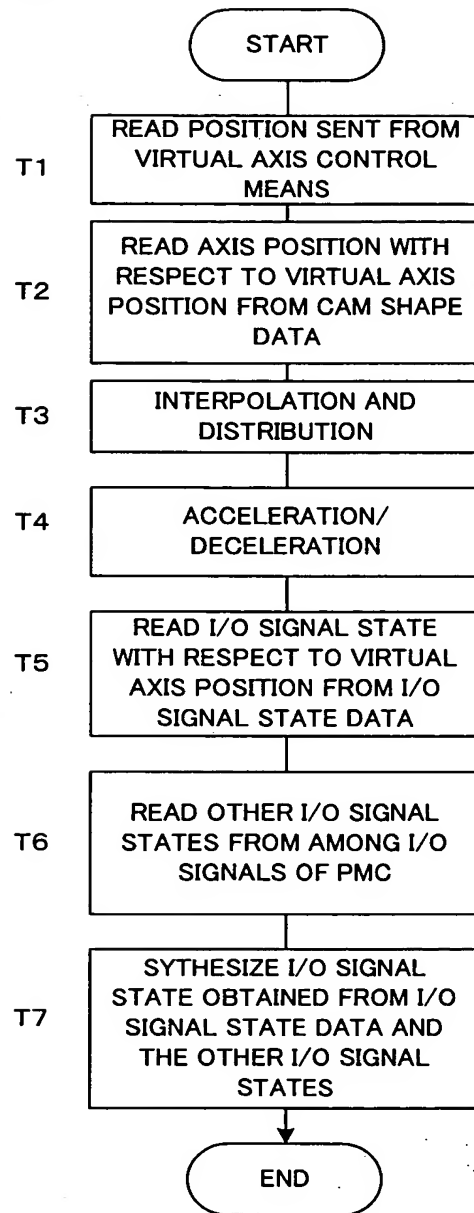 START
T1
READ POSITION SENT FROM
VIRTUAL AXIS CONTROL
MEANS
T2
READ AXIS POSITION WITH
RESPECT TO VIRTUAL AXIS
POSITION FROM CAM SHAPE
DATA
T3
INTERPOLATION AND
DISTRIBUTION
T4
ACCELERATION/
DECELERATION
T5
READ I/O SIGNAL STATE
WITH RESPECT TO VIRTUAL
AXIS POSITION FROM I/O
SIGNAL STATE DATA
T6
READ OTHER I/O SIGNAL
STATES FROM AMONG I/O
SIGNALS OF PMC
T7
SYTHESIZE I/O SIGNAL
STATE OBTAINED FROM I/O
SIGNAL STATE DATA AND
THE OTHER I/O SIGNAL
STATES
END